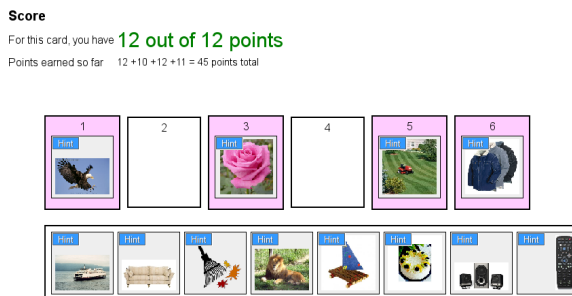 Score
For this card, you have 12 out of 12 points
Points earned so far 12 +10 +12 +11 = 45 points total
1 2 3 4 5 6
Hint Hint Hint Hint
Hint Hint Hint Hint Hint Hint Hint Hint